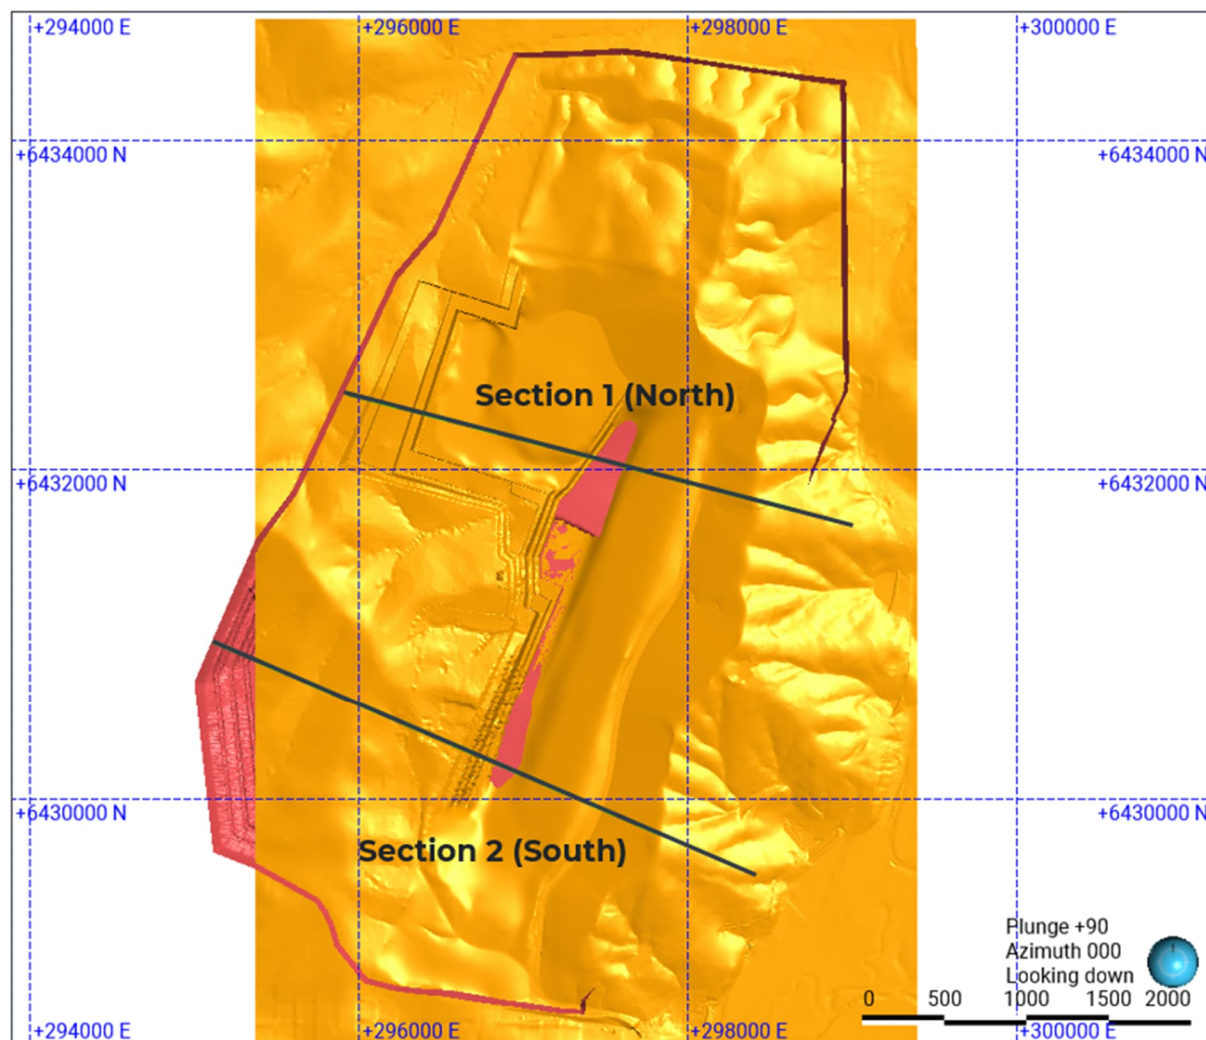 +294000 E
+296000 E
+298000 E
+300000 E
+6434000 N
+6434000 N
Section 1 (North)
+6432000 N
+6432000 N
+6430000 N
+6430000 N
Section 2 (South)
Plunge +90
Azimuth 000
Looking down
0 500 1000 1500 2000
+294000 E
+296000 E
+298000 E
+300000 E